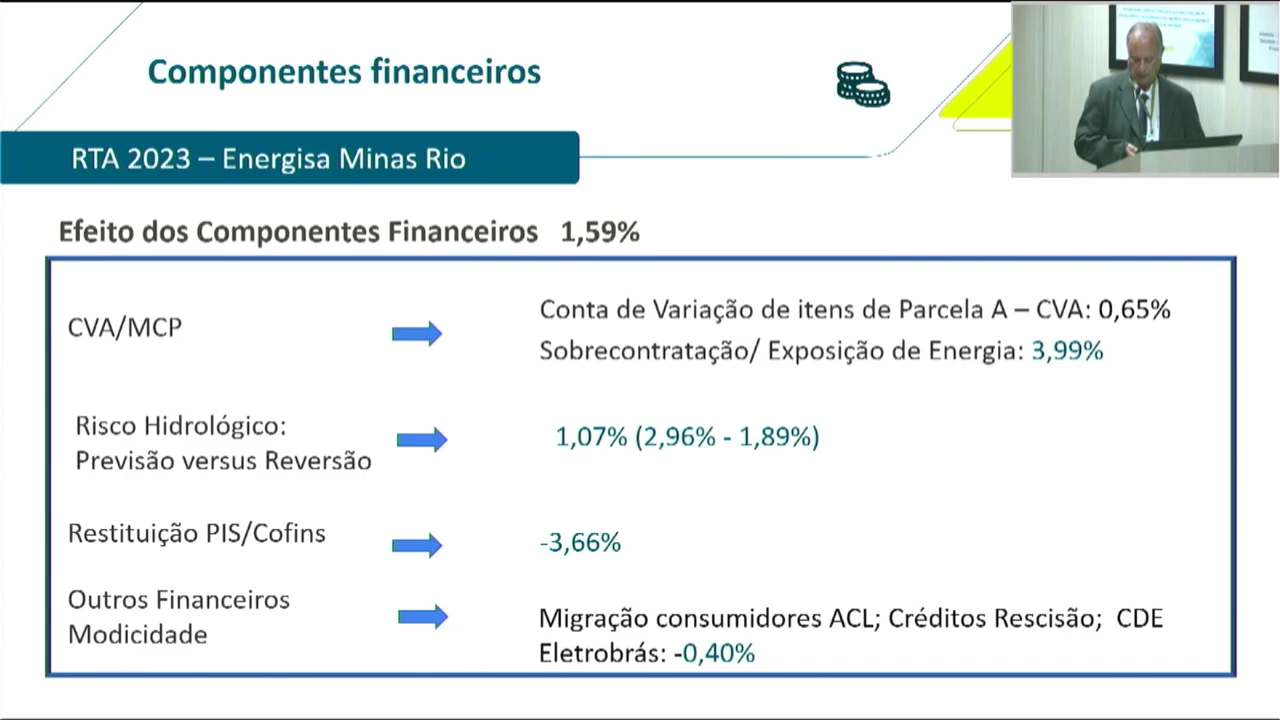 Componentes financeiros
RTA 2023 – Energisa Minas Rio
Efeito dos Componentes Financeiros 1,59%
CVA/MCP
Conta de Variação de itens de Parcela A – CVA: 0,65%
Sobrecontratação/ Exposição de Energia: 3,99%
Risco Hidrológico:
Previsão versus Reversão
1,07% (2,96% - 1,89%)
Restituição PIS/Cofins
-3,66%
Outros Financeiros
Modicidade
Migração consumidores ACL; Créditos Rescisão; CDE
Eletrobrás: -0,40%